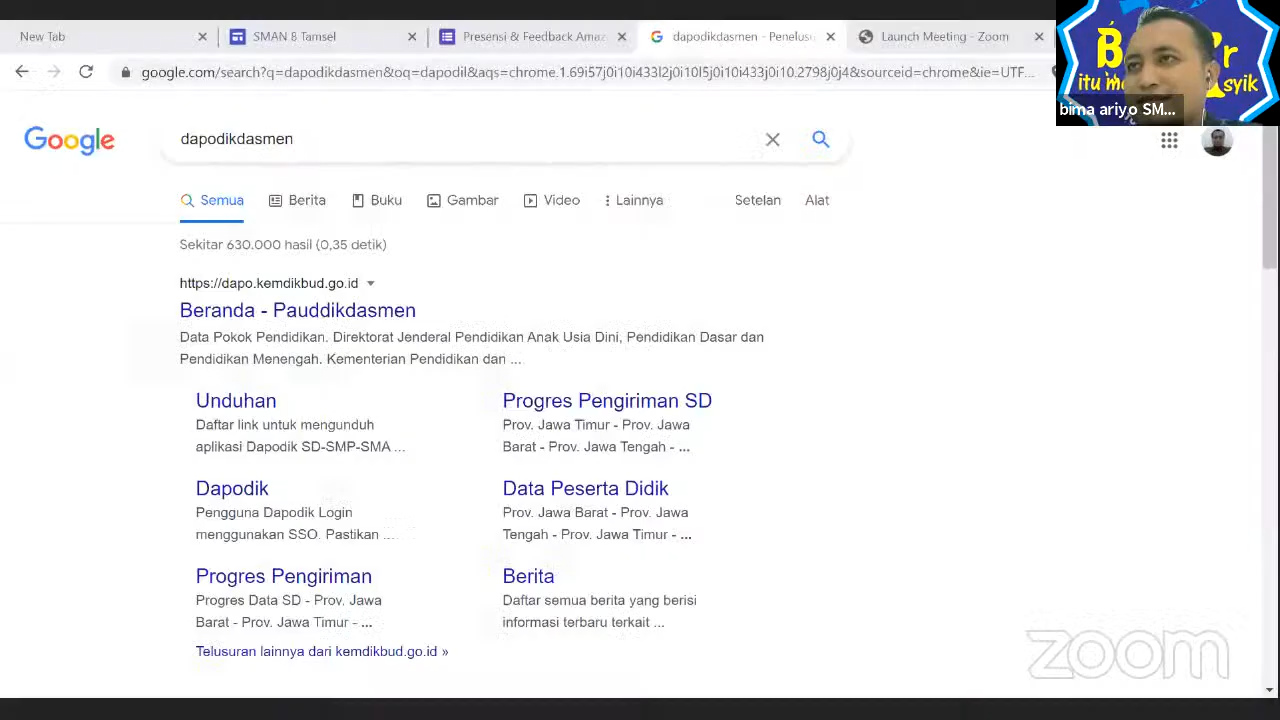 New Tab
SMAN 8 Tamsel
Presensi & Feedback Amaz
dapodikdasmen - Penelusu
Launch Meeting - Zoom
google.com/search?q=dapodikdasmen&oq=dapodil&aqs=chrome.1.69i57j0i10i433l2j0i10l5j0i10i433j0i10.2798j0j4&sourceid=chrome&ie=UTF...
itu
syik
bima ariyo SM...
Google
dapodikdasmen
Semua
Berita
Buku
Gambar
Video
Lainnya
Setelan
Alat
Sekitar 630.000 hasil (0,35 detik)
https://dapo.kemdikbud.go.id
Beranda - Pauddikdasmen
Data Pokok Pendidikan. Direktorat Jenderal Pendidikan Anak Usia Dini, Pendidikan Dasar dan
Pendidikan Menengah. Kementerian Pendidikan dan ...
Unduhan
Daftar link untuk mengunduh
aplikasi Dapodik SD-SMP-SMA ...
Progres Pengiriman SD
Prov. Jawa Timur - Prov. Jawa
Barat - Prov. Jawa Tengah - ...
Dapodik
Pengguna Dapodik Login
menggunakan SSO. Pastikan ...
Data Peserta Didik
Prov. Jawa Barat - Prov. Jawa
Tengah - Prov. Jawa Timur - ...
Progres Pengiriman
Progres Data SD - Prov. Jawa
Barat - Prov. Jawa Timur - ...
Berita
Daftar semua berita yang berisi
informasi terbaru terkait ...
Telusuran lainnya dari kemdikbud.go.id »
zoom